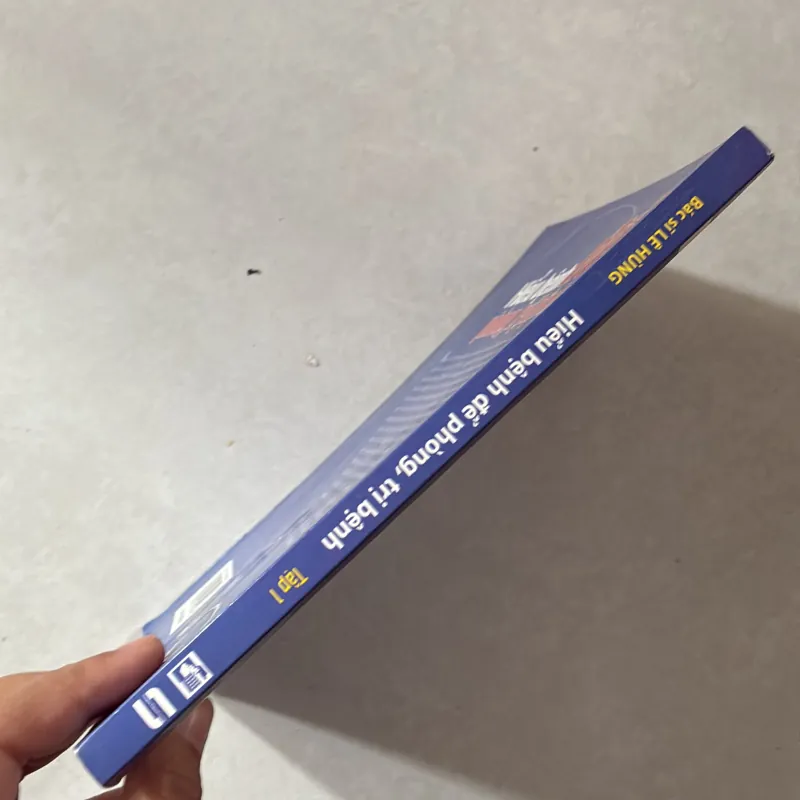 Bác sĩ LÊ HÙNG
Hiểu bệnh để phòng, trị bệnh
Tập 1